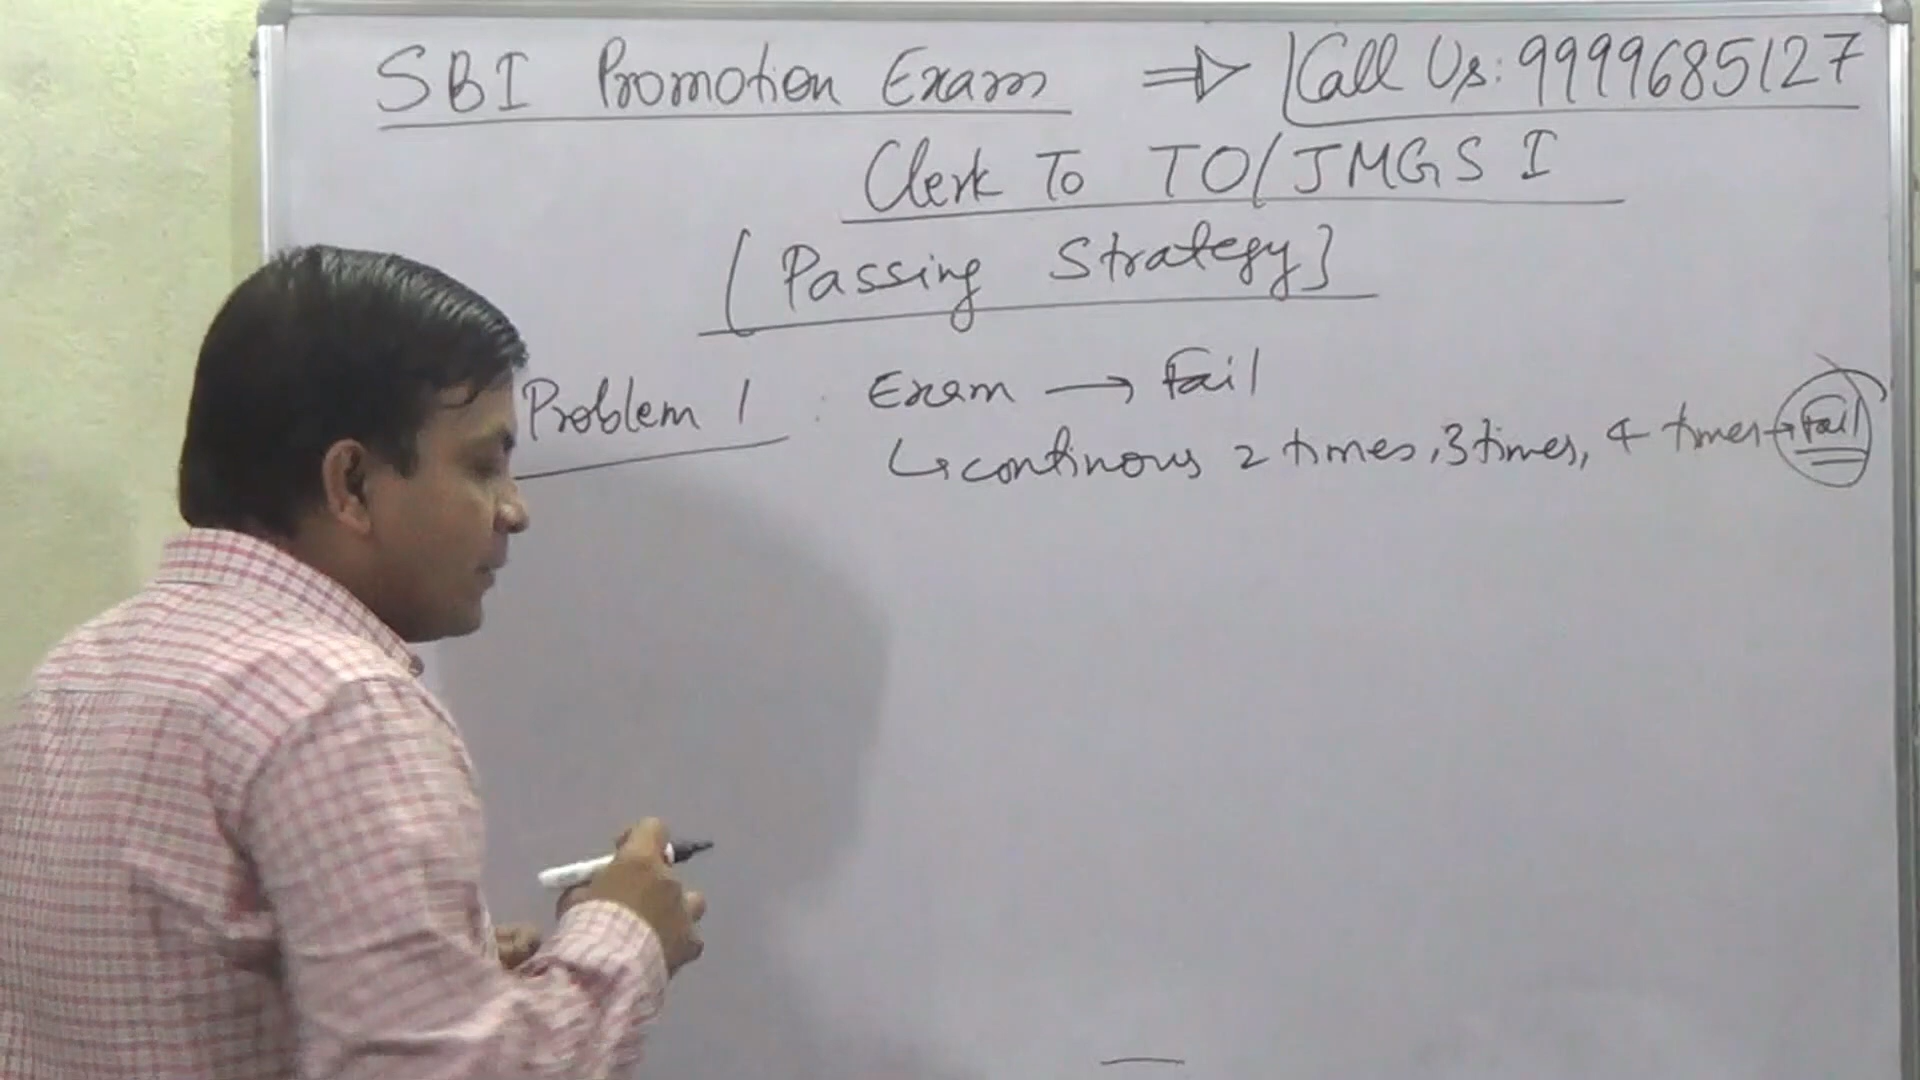 SBI Promotion Exam ⇒ Call Us: 9999685127
Clerk To TO/JMGS I
[Passing Strategy]
Problem 1 : Exam → Fail
↳ continous 2 times, 3 times, 4 times → Fail